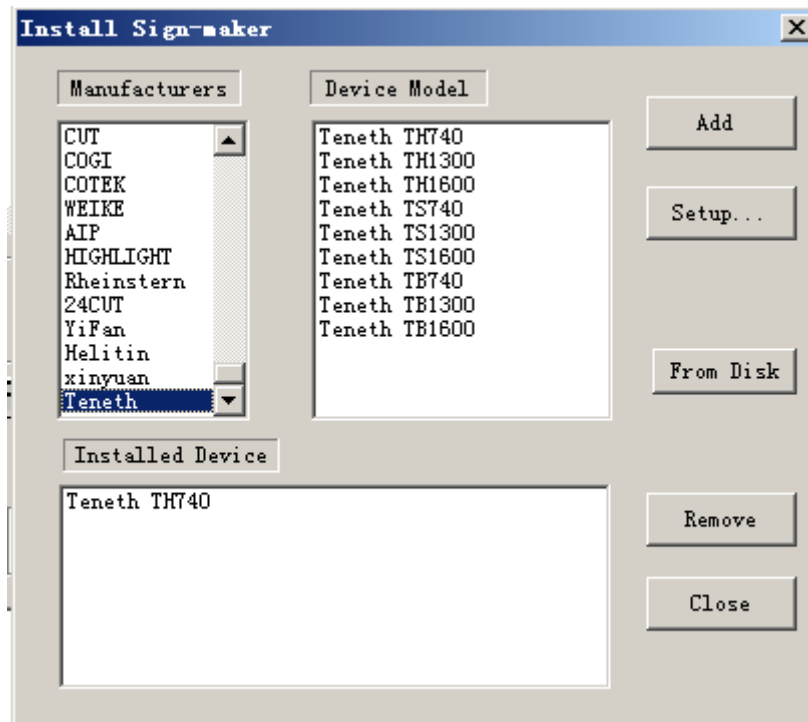 Install Sign-maker
Manufacturers
CUT
COGI
COTEK
WEIKE
AIP
HIGHLIGHT
Rheinstern
24CUT
YiFan
Helitin
xinyuan
Teneth
Device Model
Teneth TH740
Teneth TH1300
Teneth TH1600
Teneth TS740
Teneth TS1300
Teneth TS1600
Teneth TB740
Teneth TB1300
Teneth TB1600
Add
Setup...
From Disk
Installed Device
Teneth TH740
Remove
Close